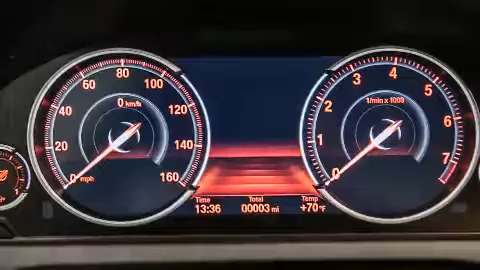 0 km/h
0 20 40 60 80 100 120 140 160
mph
1/min x 1000
0 1 2 3 4 5 6 7
Time Total Temp
13:36 00003 mi +70 °F